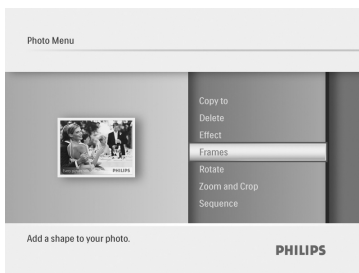 Photo Menu
Copy to
Delete
Effect
Frames
Rotate
Zoom and Crop
Sequence
PHILIPS
Add a shape to your photo.
PHILIPS